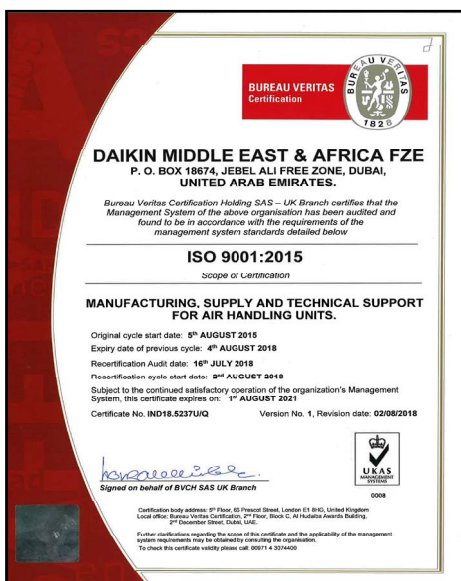 BUREAU VERITAS
Certification
BUREAU VERITAS
1828
DAIKIN MIDDLE EAST & AFRICA FZE
P. O. BOX 18674, JEBEL ALI FREE ZONE, DUBAI,
UNITED ARAB EMIRATES.
Bureau Veritas Certification Holding SAS – UK Branch certifies that the
Management System of the above organisation has been audited and
found to be in accordance with the requirements of the
management system standards detailed below
ISO 9001:2015
Scope of Certification
MANUFACTURING, SUPPLY AND TECHNICAL SUPPORT
FOR AIR HANDLING UNITS.
Original cycle start date: 5th AUGUST 2015
Expiry date of previous cycle: 4th AUGUST 2018
Recertification Audit date: 16th JULY 2018
Recertification cycle start date: 2nd AUGUST 2018
Subject to the continued satisfactory operation of the organization's Management
System, this certificate expires on: 1st AUGUST 2021
Certificate No. IND18.5237U/Q Version No. 1, Revision date: 02/08/2018
Signed on behalf of BVCH SAS UK Branch
UKAS
MANAGEMENT
SYSTEMS
0008
Certification body address: 5th Floor, 65 Prescot Street, London E1 8HG, United Kingdom
Local office: Bureau Veritas Certification, 2nd Floor, Block C, Al Hudaiba Awards Building,
2nd December Street, Dubai, UAE.
Further clarifications regarding the scope of this certificate and the applicability of the management
system requirements may be obtained by consulting the organisation.
To check this certificate validity please call: 00971 4 3074400